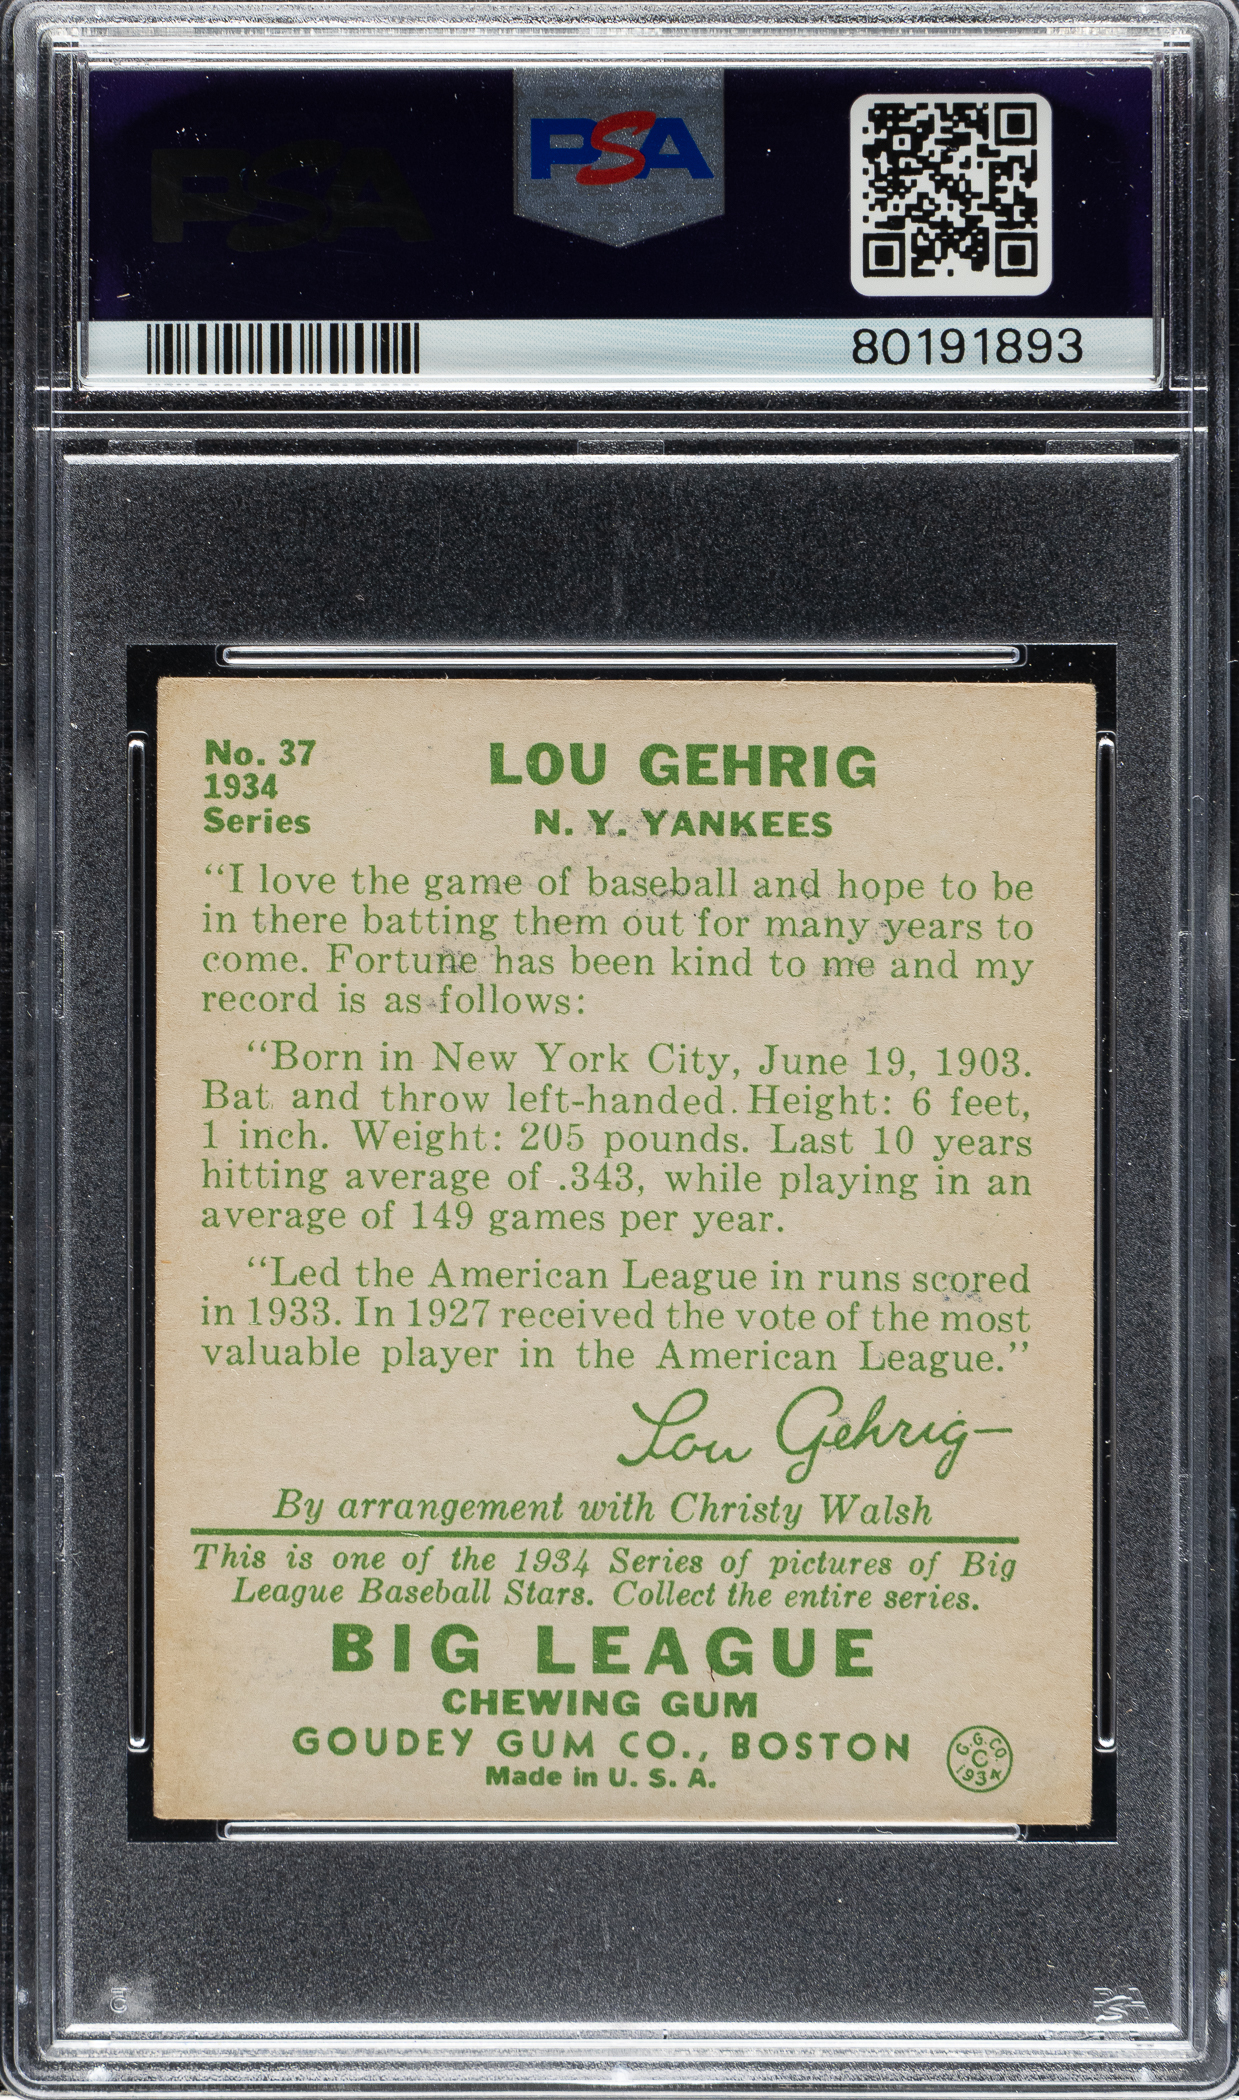 PSA
PSA
80191893
No. 37
1934
Series
LOU GEHRIG
N. Y. YANKEES
“I love the game of baseball and hope to be
in there batting them out for many years to
come. Fortune has been kind to me and my
record is as follows:
“Born in New York City, June 19, 1903.
Bat and throw left-handed. Height: 6 feet,
1 inch. Weight: 205 pounds. Last 10 years
hitting average of .343, while playing in an
average of 149 games per year.
“Led the American League in runs scored
in 1933. In 1927 received the vote of the most
valuable player in the American League.”
Lou Gehrig
By arrangement with Christy Walsh
This is one of the 1934 Series of pictures of Big
League Baseball Stars. Collect the entire series.
BIG LEAGUE
CHEWING GUM
GOUDEY GUM CO., BOSTON
Made in U. S. A.
G. G. CO.
C
1934